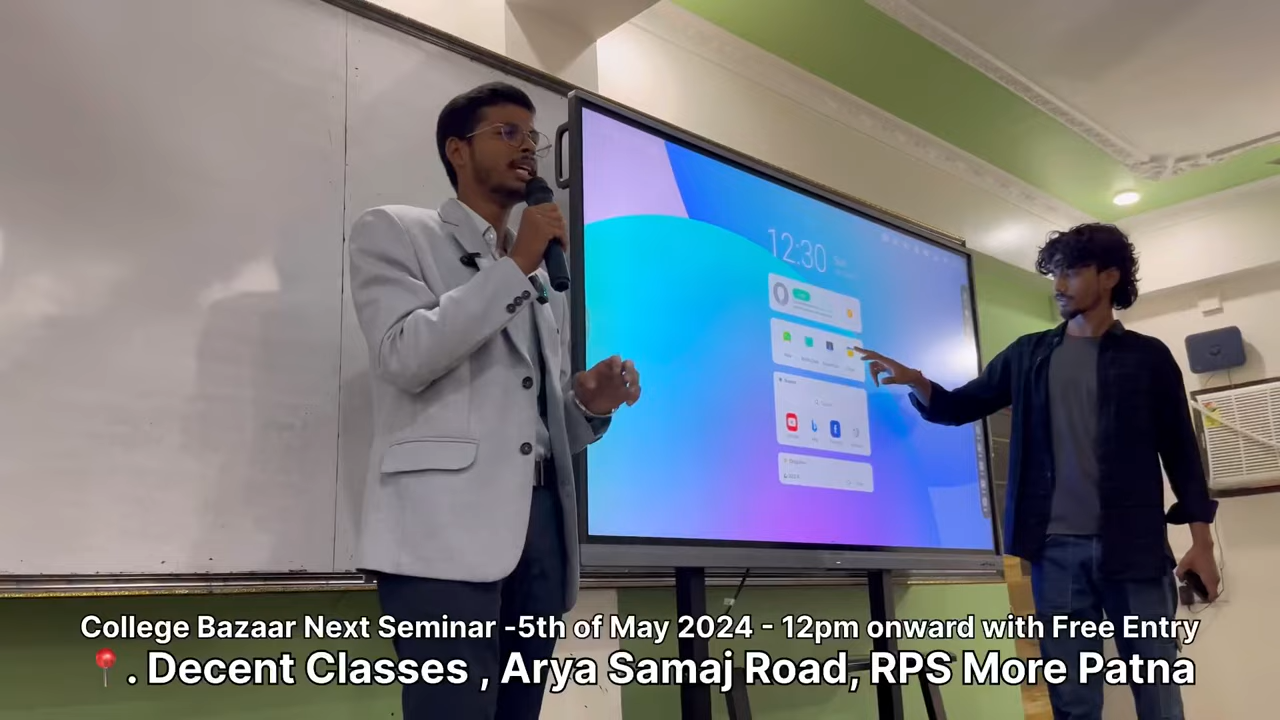 12:30
College Bazaar Next Seminar -5th of May 2024 - 12pm onward with Free Entry
📍. Decent Classes , Arya Samaj Road, RPS More Patna